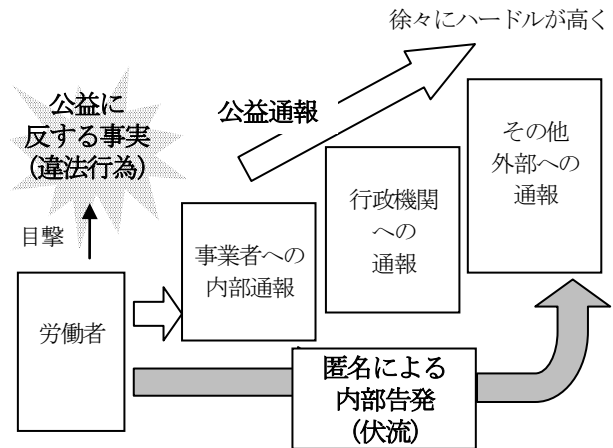 徐々にハードルが高く
公益に
反する事実
(違法行為)
公益通報
その他
外部への
通報
行政機関
への
通報
目撃
事業者への
内部通報
労働者
匿名による
内部告発
(伏流)